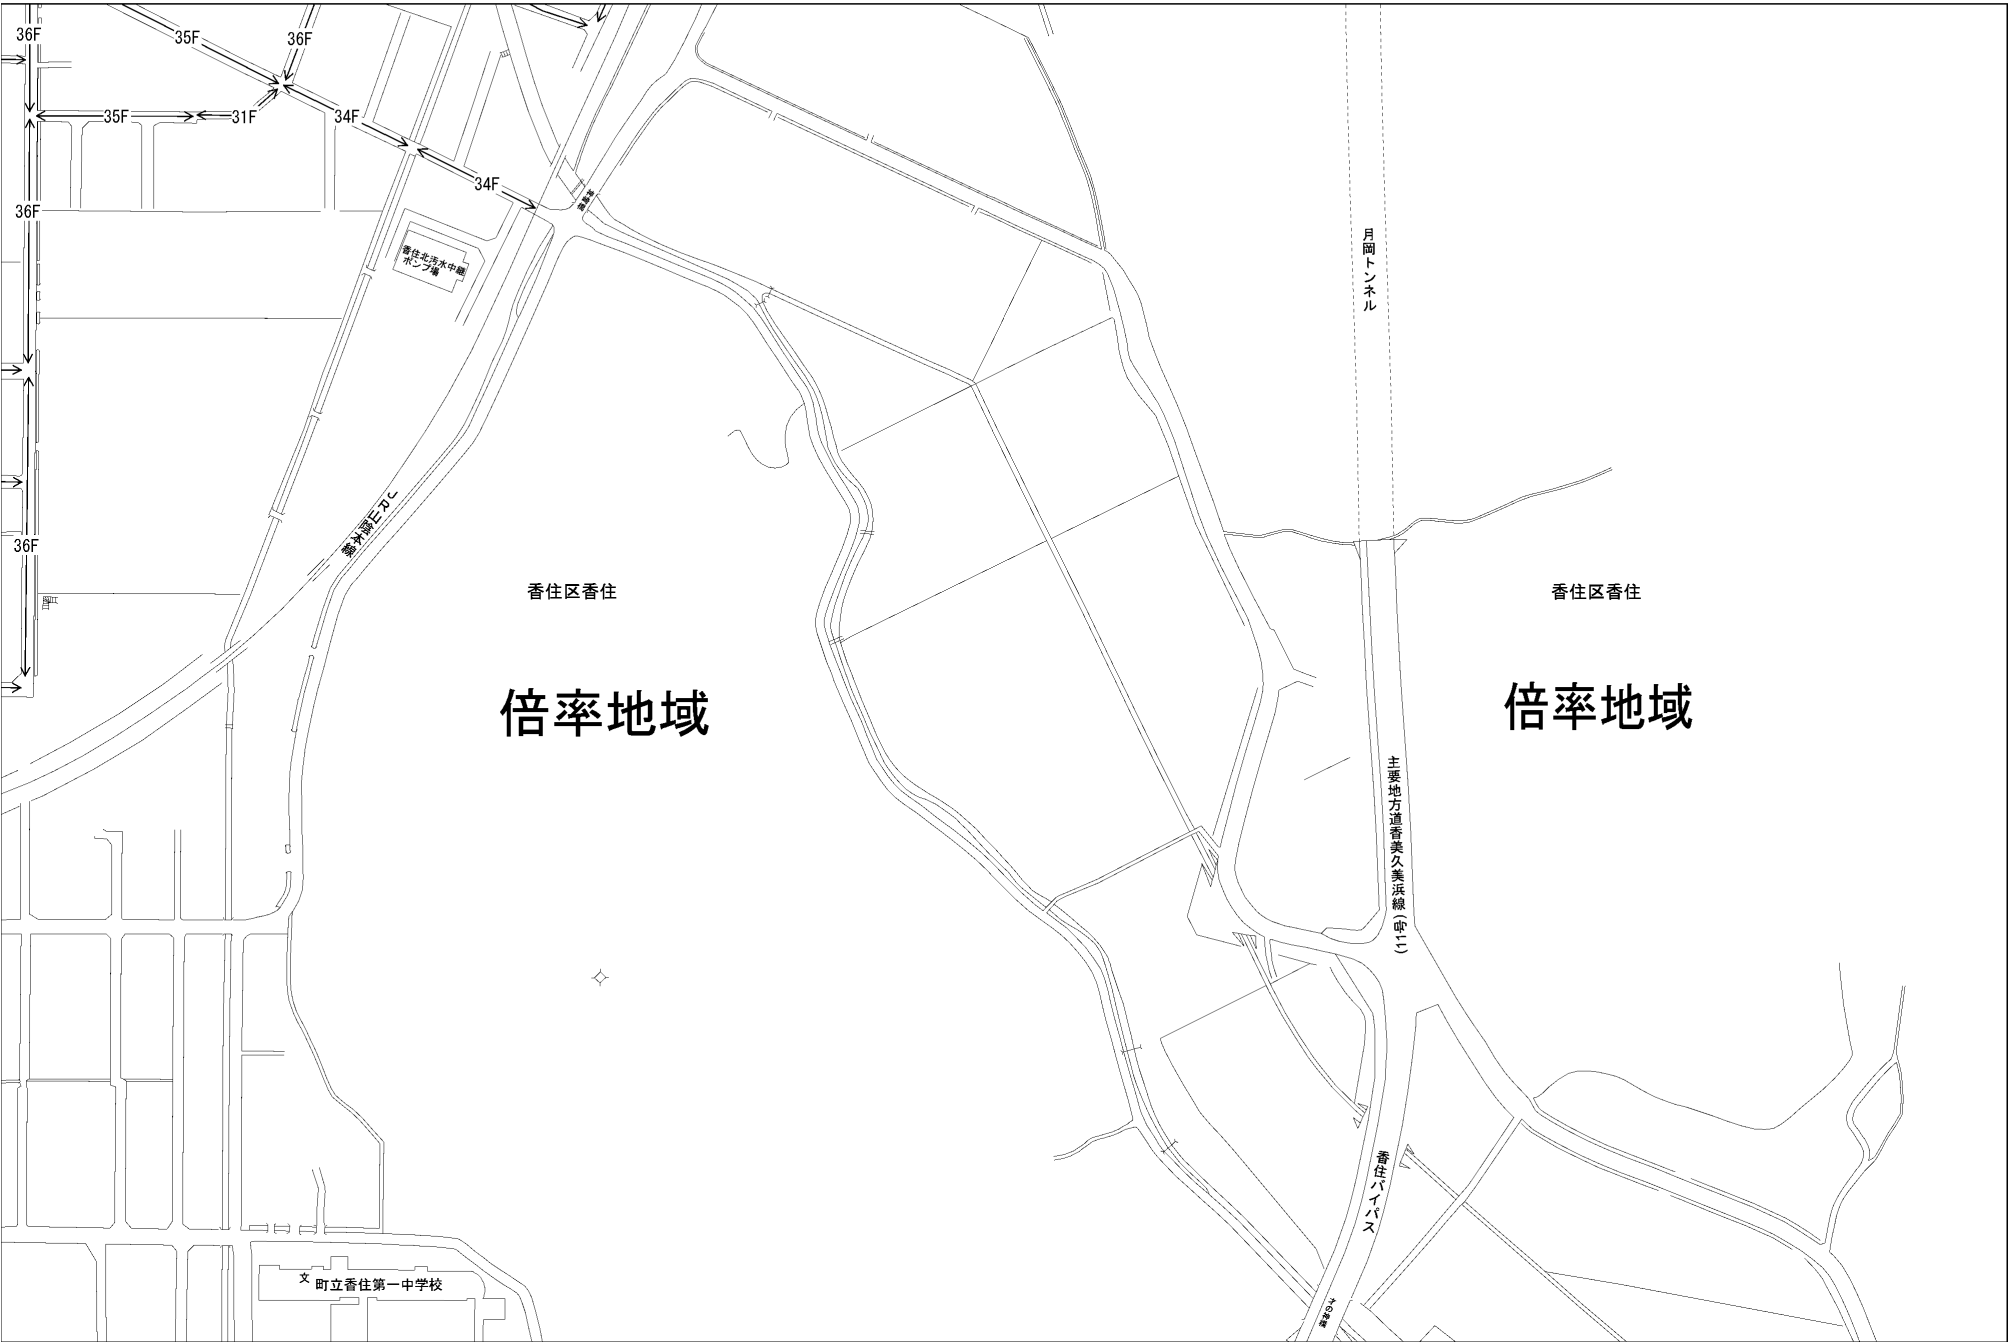 36F
35F
36F
35F
31F
34F
34F
36F
36F
香住北汚水中継
ポンプ場
月岡トンネル
JR山陰本線
香住区香住
香住区香住
倍率地域
倍率地域
主要地方道香美久美浜線(号11)
香住バイパス
文 町立香住第一中学校